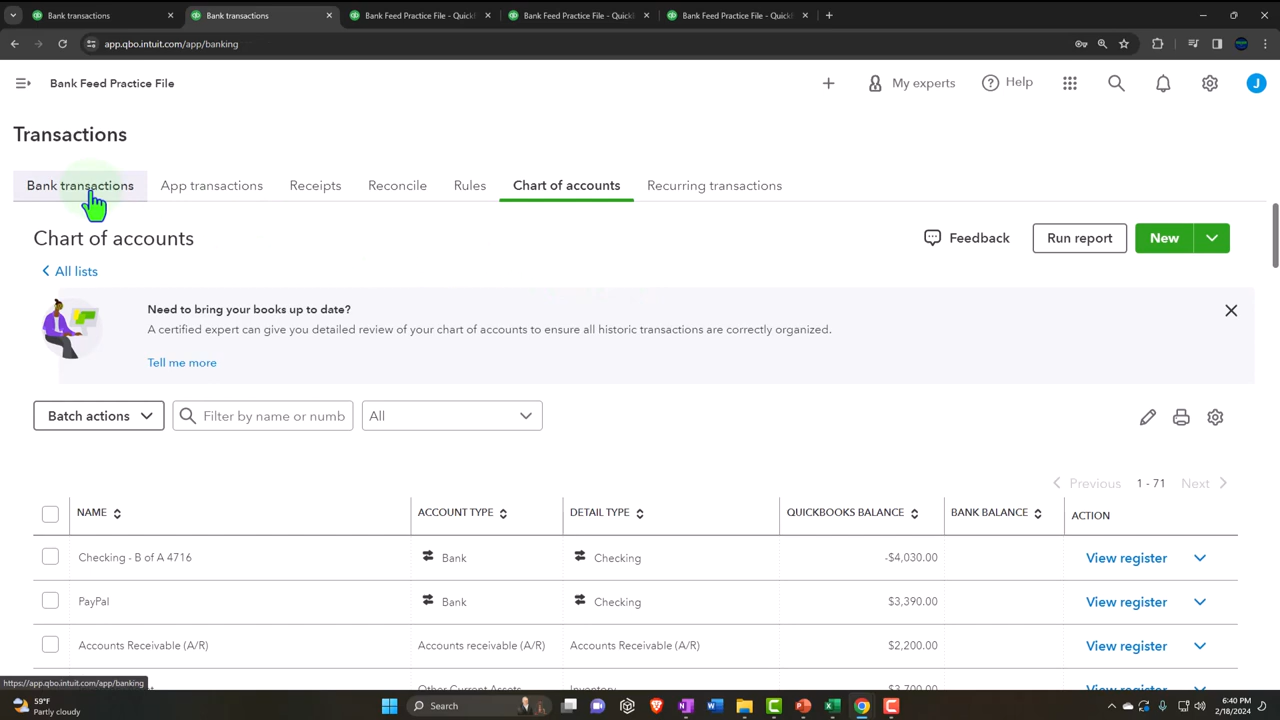 Bank transactions
Bank transactions
Bank Feed Practice File - QuickB
Bank Feed Practice File - QuickB
Bank Feed Practice File - QuickB
app.qbo.intuit.com/app/banking
Bank Feed Practice File
My experts
Help
J
Transactions
Bank transactions
App transactions
Receipts
Reconcile
Rules
Chart of accounts
Recurring transactions
Chart of accounts
Feedback
Run report
New
All lists
Need to bring your books up to date?
A certified expert can give you detailed review of your chart of accounts to ensure all historic transactions are correctly organized.
Tell me more
Batch actions
Filter by name or numb
All
Previous 1 - 71 Next
NAME ACCOUNT TYPE DETAIL TYPE QUICKBOOKS BALANCE BANK BALANCE ACTION
Checking - B of A 4716 Bank Checking -$4,030.00 View register
PayPal Bank Checking $3,390.00 View register
Accounts Receivable (A/R) Accounts receivable (A/R) Accounts Receivable (A/R) $2,200.00 View register
Other Current Assets Inventory $3,700.00 View register
https://app.qbo.intuit.com/app/banking
59°F
Partly cloudy
Search
6:40 PM
2/18/2024